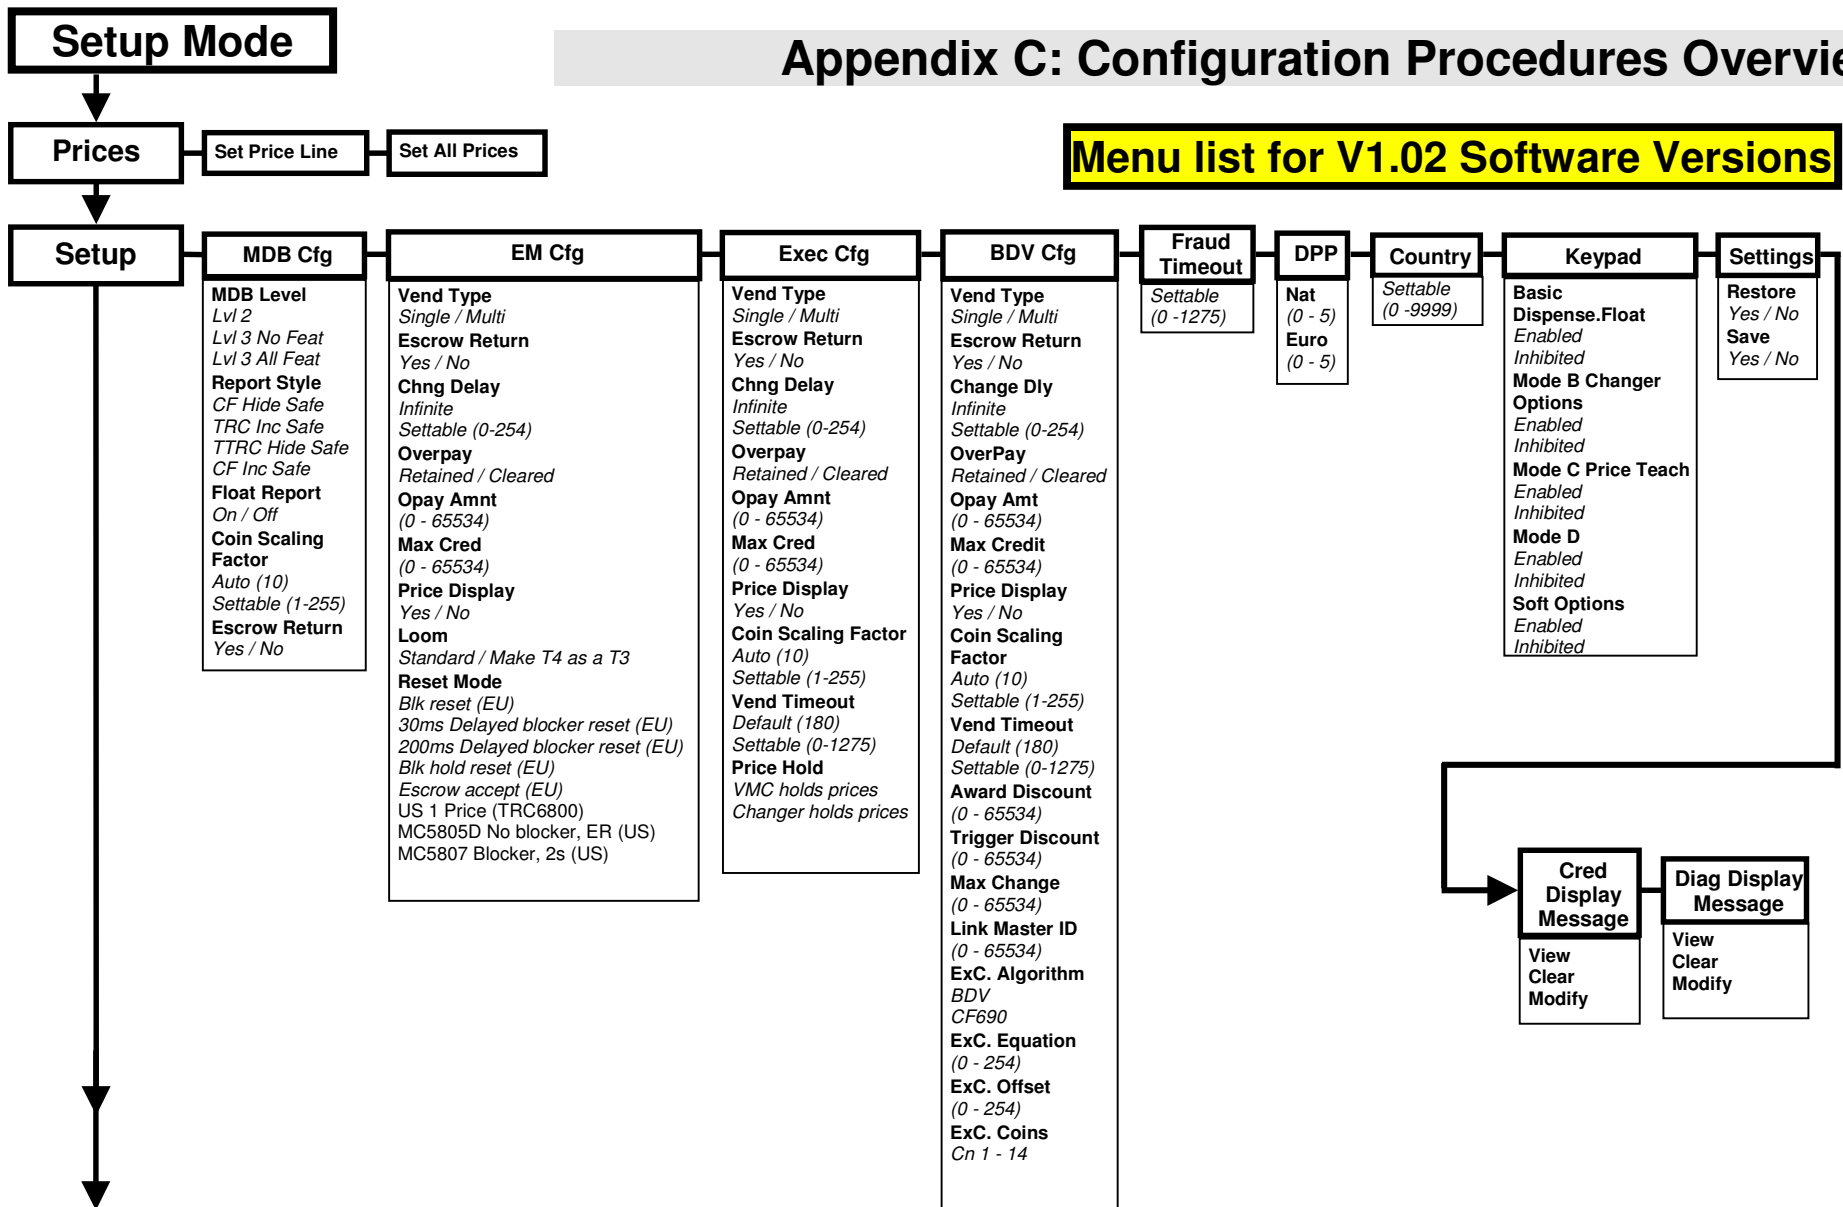 Setup Mode
Appendix C: Configuration Procedures Overvie
Prices
Set Price Line
Set All Prices
Menu list for V1.02 Software Versions
Setup
MDB Cfg
MDB Level
Lvl 2
Lvl 3 No Feat
Lvl 3 All Feat
Report Style
CF Hide Safe
TRC Inc Safe
TTRC Hide Safe
CF Inc Safe
Float Report
On / Off
Coin Scaling
Factor
Auto (10)
Settable (1-255)
Escrow Return
Yes / No
EM Cfg
Vend Type
Single / Multi
Escrow Return
Yes / No
Chng Delay
Infinite
Settable (0-254)
Overpay
Retained / Cleared
Opay Amnt
(0 - 65534)
Max Cred
(0 - 65534)
Price Display
Yes / No
Loom
Standard / Make T4 as a T3
Reset Mode
Blk reset (EU)
30ms Delayed blocker reset (EU)
200ms Delayed blocker reset (EU)
Blk hold reset (EU)
Escrow accept (EU)
US 1 Price (TRC6800)
MC5805D No blocker, ER (US)
MC5807 Blocker, 2s (US)
Exec Cfg
Vend Type
Single / Multi
Escrow Return
Yes / No
Chng Delay
Infinite
Settable (0-254)
Overpay
Retained / Cleared
Opay Amnt
(0 - 65534)
Max Cred
(0 - 65534)
Price Display
Yes / No
Coin Scaling Factor
Auto (10)
Settable (1-255)
Vend Timeout
Default (180)
Settable (0-1275)
Price Hold
VMC holds prices
Changer holds prices
BDV Cfg
Vend Type
Single / Multi
Escrow Return
Yes / No
Change Dly
Infinite
Settable (0-254)
OverPay
Retained / Cleared
Opay Amt
(0 - 65534)
Max Credit
(0 - 65534)
Price Display
Yes / No
Coin Scaling
Factor
Auto (10)
Settable (1-255)
Vend Timeout
Default (180)
Settable (0-1275)
Award Discount
(0 - 65534)
Trigger Discount
(0 - 65534)
Max Change
(0 - 65534)
Link Master ID
(0 - 65534)
ExC. Algorithm
BDV
CF690
ExC. Equation
(0 - 254)
ExC. Offset
(0 - 254)
ExC. Coins
Cn 1 - 14
Fraud
Timeout
Settable
(0 -1275)
DPP
Nat
(0 - 5)
Euro
(0 - 5)
Country
Settable
(0 -9999)
Keypad
Basic
Dispense.Float
Enabled
Inhibited
Mode B Changer
Options
Enabled
Inhibited
Mode C Price Teach
Enabled
Inhibited
Mode D
Enabled
Inhibited
Soft Options
Enabled
Inhibited
Settings
Restore
Yes / No
Save
Yes / No
Cred
Display
Message
View
Clear
Modify
Diag Display
Message
View
Clear
Modify